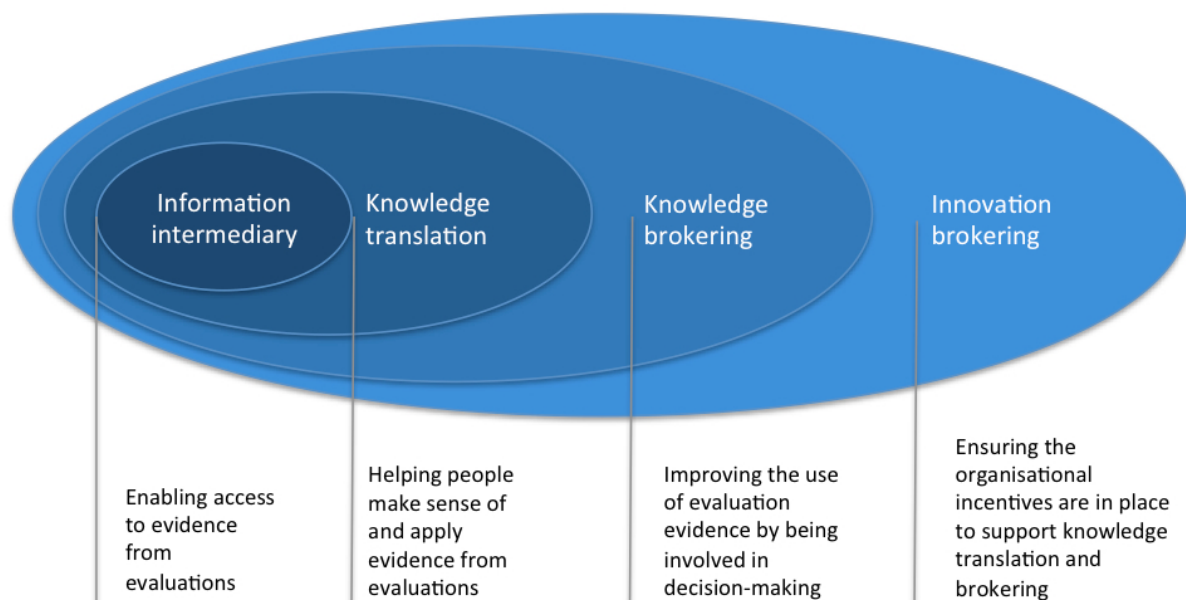 Information
intermediary
Knowledge
translation
Knowledge
brokering
Innovation
brokering
Enabling access
to evidence
from
evaluations
Helping people
make sense of
and apply
evidence from
evaluations
Improving the use
of evaluation
evidence by being
involved in
decision-making
Ensuring the
organisational
incentives are in place
to support knowledge
translation and
brokering